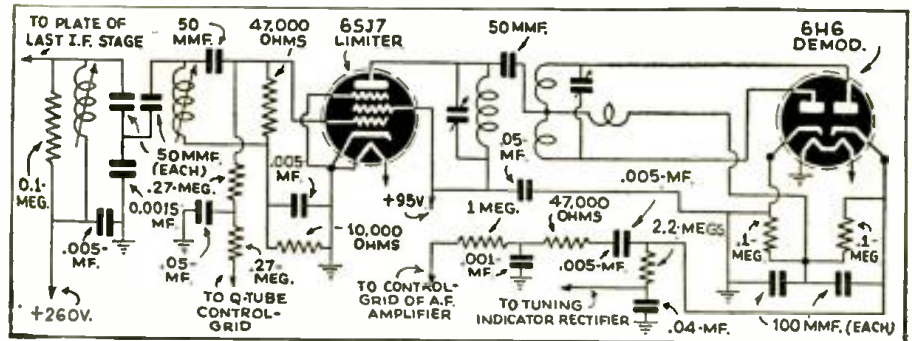 TO PLATE OF
LAST I.F. STAGE
50
MMF.
47,000
OHMS
6SJ7
LIMITER
50 MMF.
6H6
DEMOD.
0.1-
MEG.
50 MMF.
(EACH)
.27-MEG.
0.0015
MF.
.005-
MF.
.05-
MF.
.005-
MF.
10,000
OHMS
.27-
MEG.
TO Q-TUBE
CONTROL-
GRID
+260V.
+95V.
.05-
MF.
1 MEG.
47,000
OHMS
.005-MF.
2.2-MEGS
.001-
MF.
.005-MF.
TO CONTROL-
GRID OF A.F.
AMPLIFIER
TO TUNING
INDICATOR RECTIFIER
.04-MF.
.1-
MEG
.1-
MEG
100 MMF. (EACH)